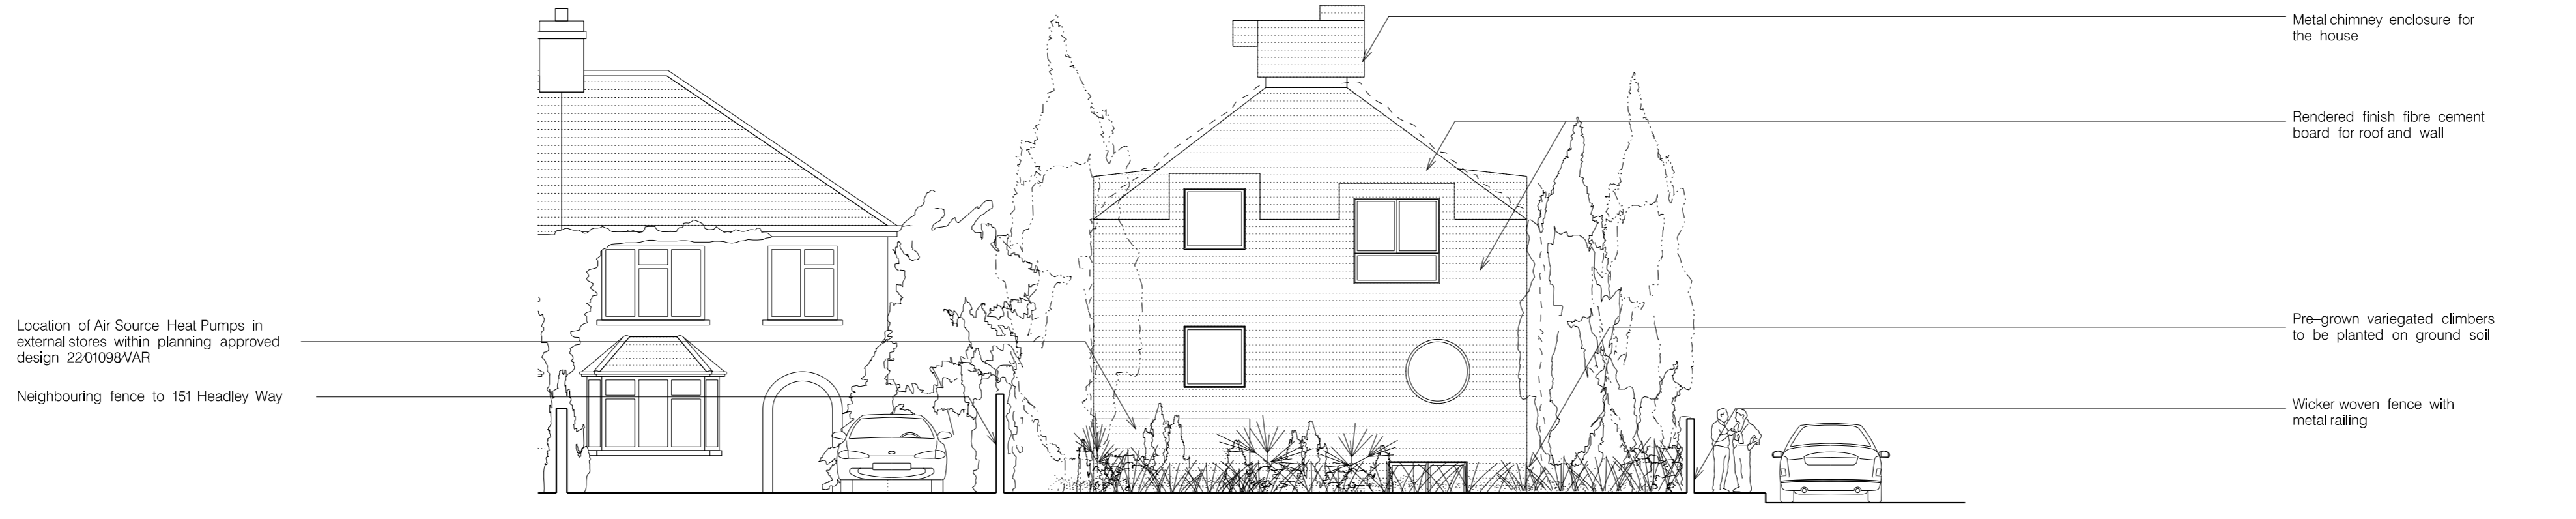 Metal chimney enclosure for
the house
Rendered finish fibre cement
board for roof and wall
Location of Air Source Heat Pumps in
external stores within planning approved
design 22/01098/VAR
Neighbouring fence to 151 Headley Way
Pre-grown variegated climbers
to be planted on ground soil
Wicker woven fence with
metal railing